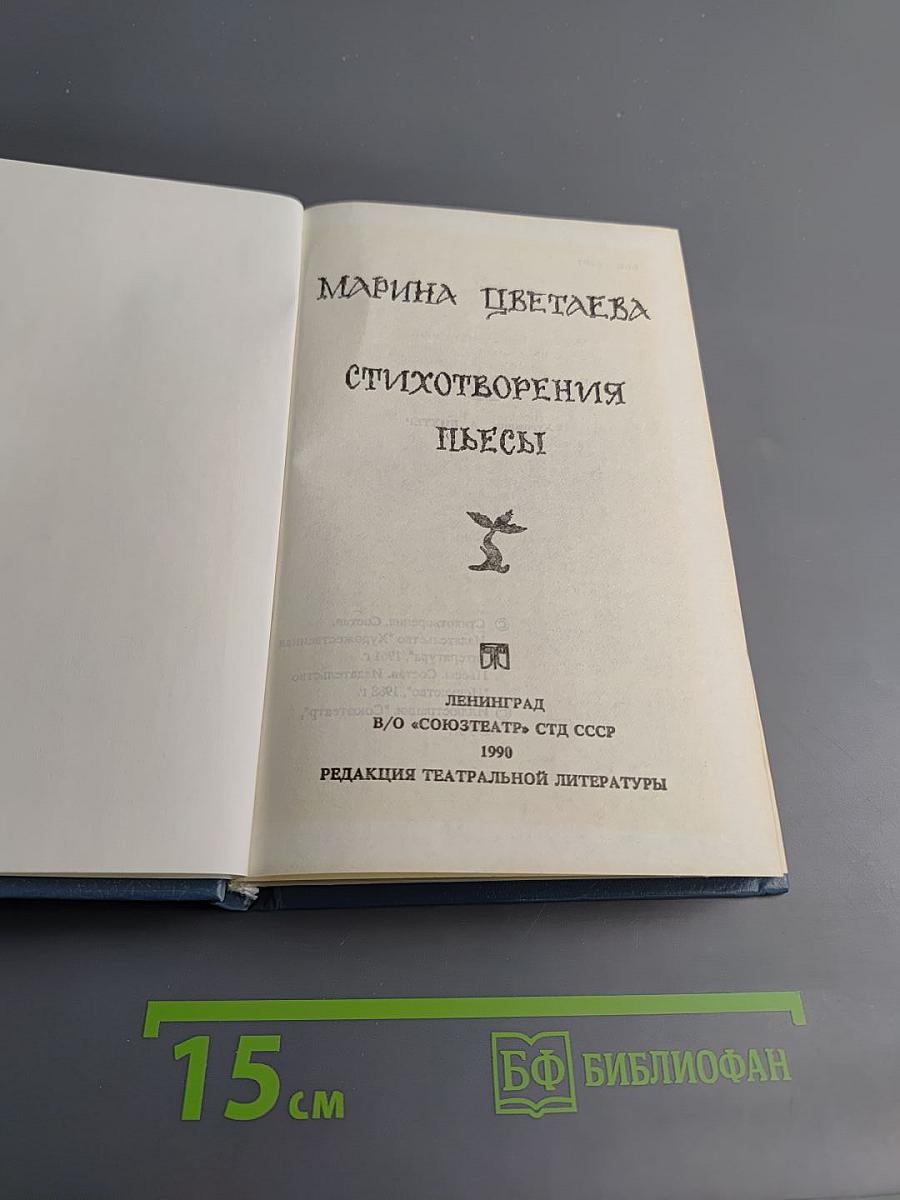 МАРИНА ЦВЕТАЕВА
СТИХОТВОРЕНИЯ
ПЬЕСЫ
ЛЕНИНГРАД
В/О «СОЮЗТЕАТР» СТД СССР
1990
РЕДАКЦИЯ ТЕАТРАЛЬНОЙ ЛИТЕРАТУРЫ
15 см
БФ БИБЛИОФАН